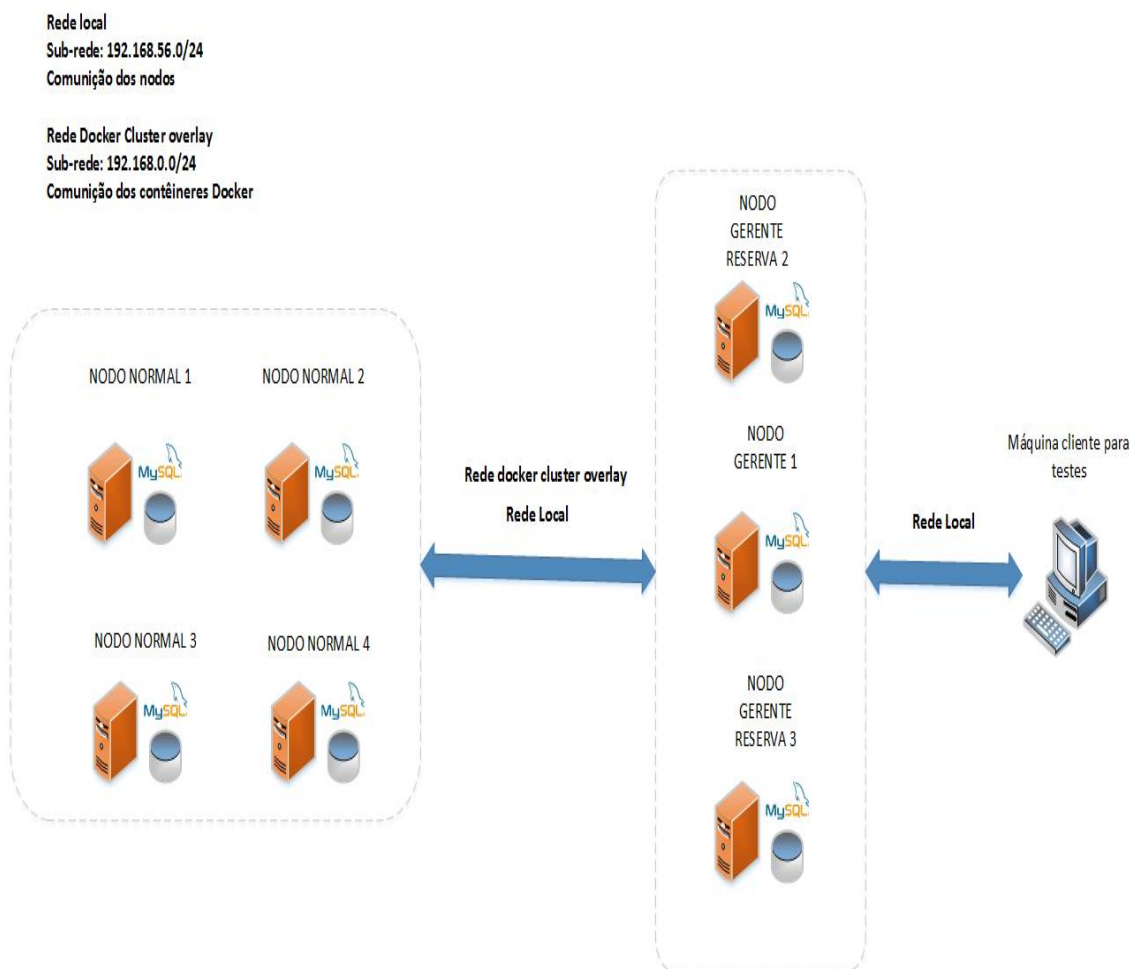 Rede local
Sub-rede: 192.168.56.0/24
Comunição dos nodos
Rede Docker Cluster overlay
Sub-rede: 192.168.0.0/24
Comunição dos contêineres Docker
NODO
GERENTE
RESERVA 2
MySQL
NODO NORMAL 1
NODO NORMAL 2
MySQL
MySQL
NODO
GERENTE 1
MySQL
Máquina cliente para
testes
Rede docker cluster overlay
Rede Local
Rede Local
NODO NORMAL 3
NODO NORMAL 4
MySQL
MySQL
NODO
GERENTE
RESERVA 3
MySQL